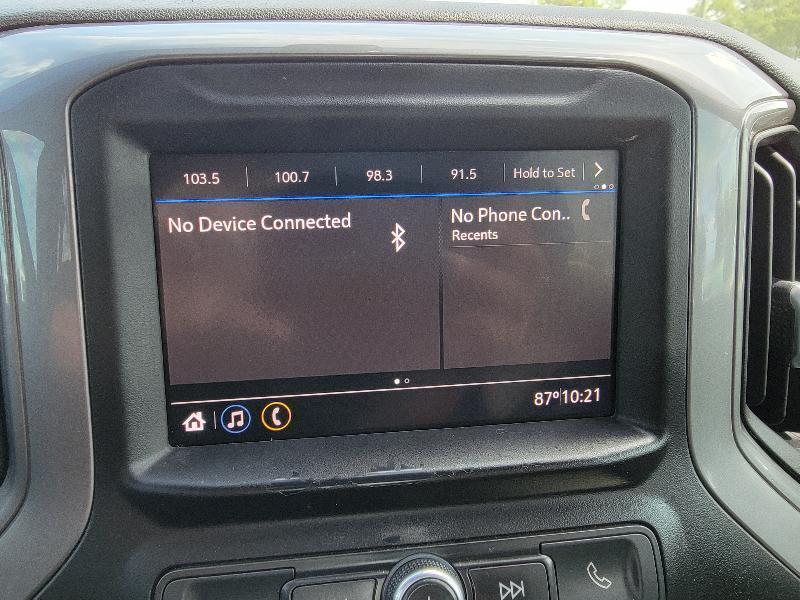 103.5 100.7 98.3 91.5 Hold to Set
No Device Connected
No Phone Con..
Recents
87° 10:21